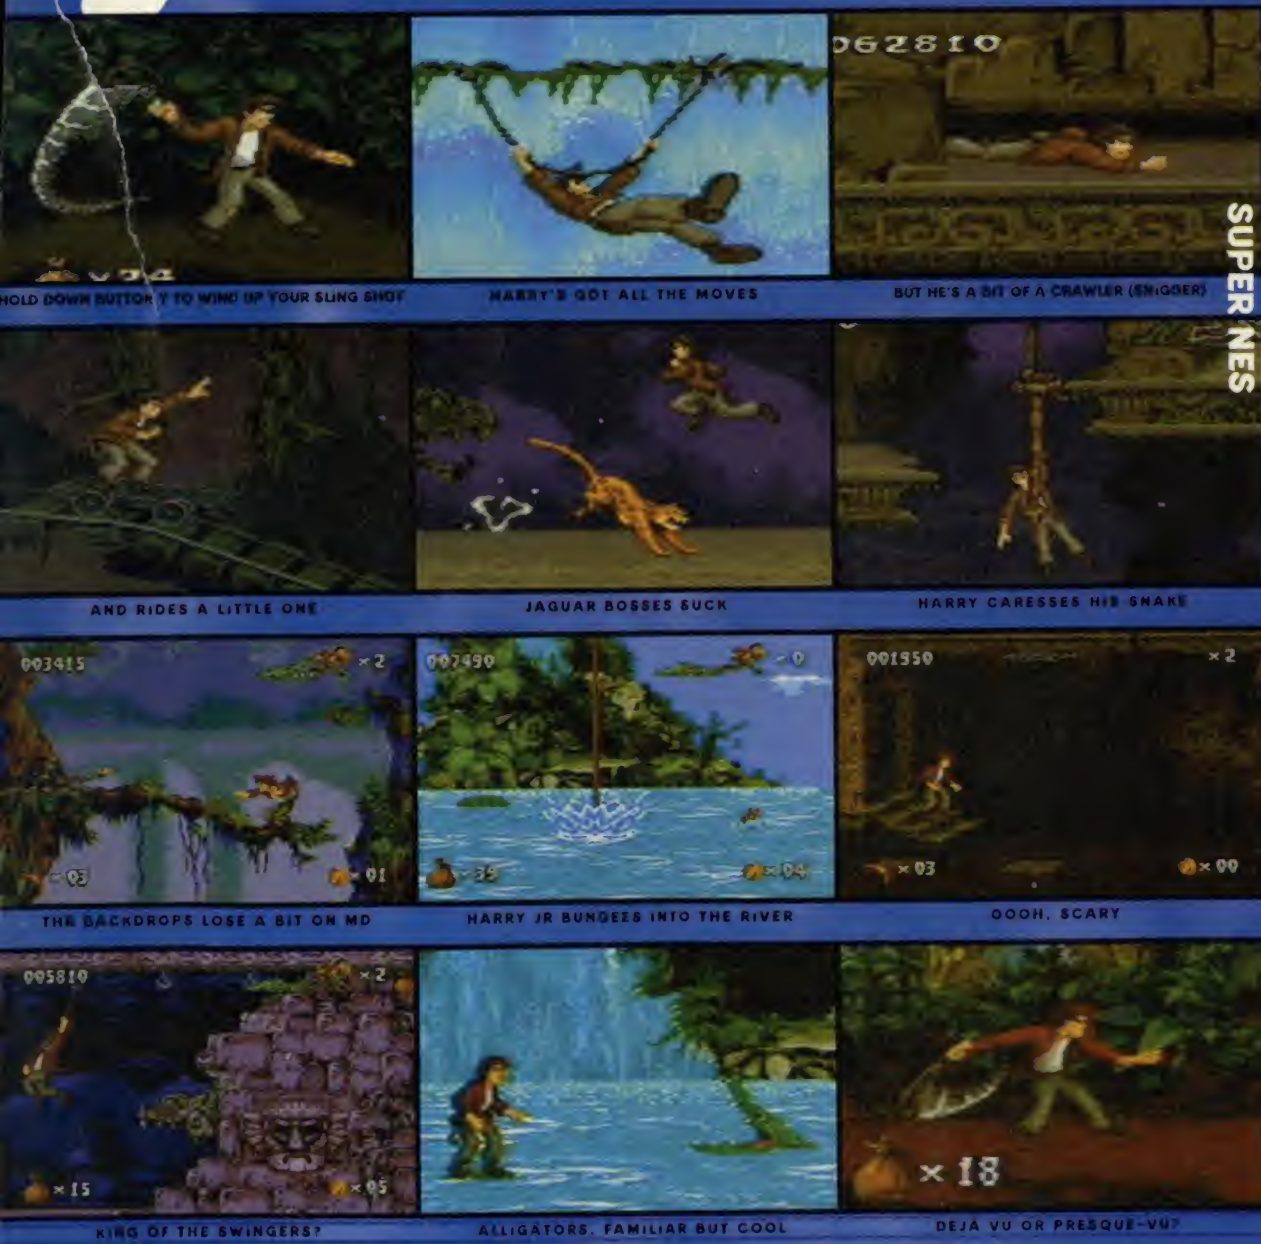 062810
SUPER NES
HOLD DOWN BUTTON Y TO WIND UP YOUR SLING SHOT
HARRY'S GOT ALL THE MOVES
BUT HE'S A BIT OF A CRAWLER (SNIGGER)
AND RIDES A LITTLE ONE
JAGUAR BOSSES SUCK
HARRY CARESSES HIS SNAKE
003415
×2
007490
×0
001950
×2
×03
×01
×39
×04
×03
×00
THE BACKDROPS LOSE A BIT ON MD
HARRY JR BUNGEES INTO THE RIVER
OOOH, SCARY
005810
×2
×15
×05
×18
KING OF THE SWINGERS?
ALLIGATORS, FAMILIAR BUT COOL
DEJA VU OR PRESQUE-VU?